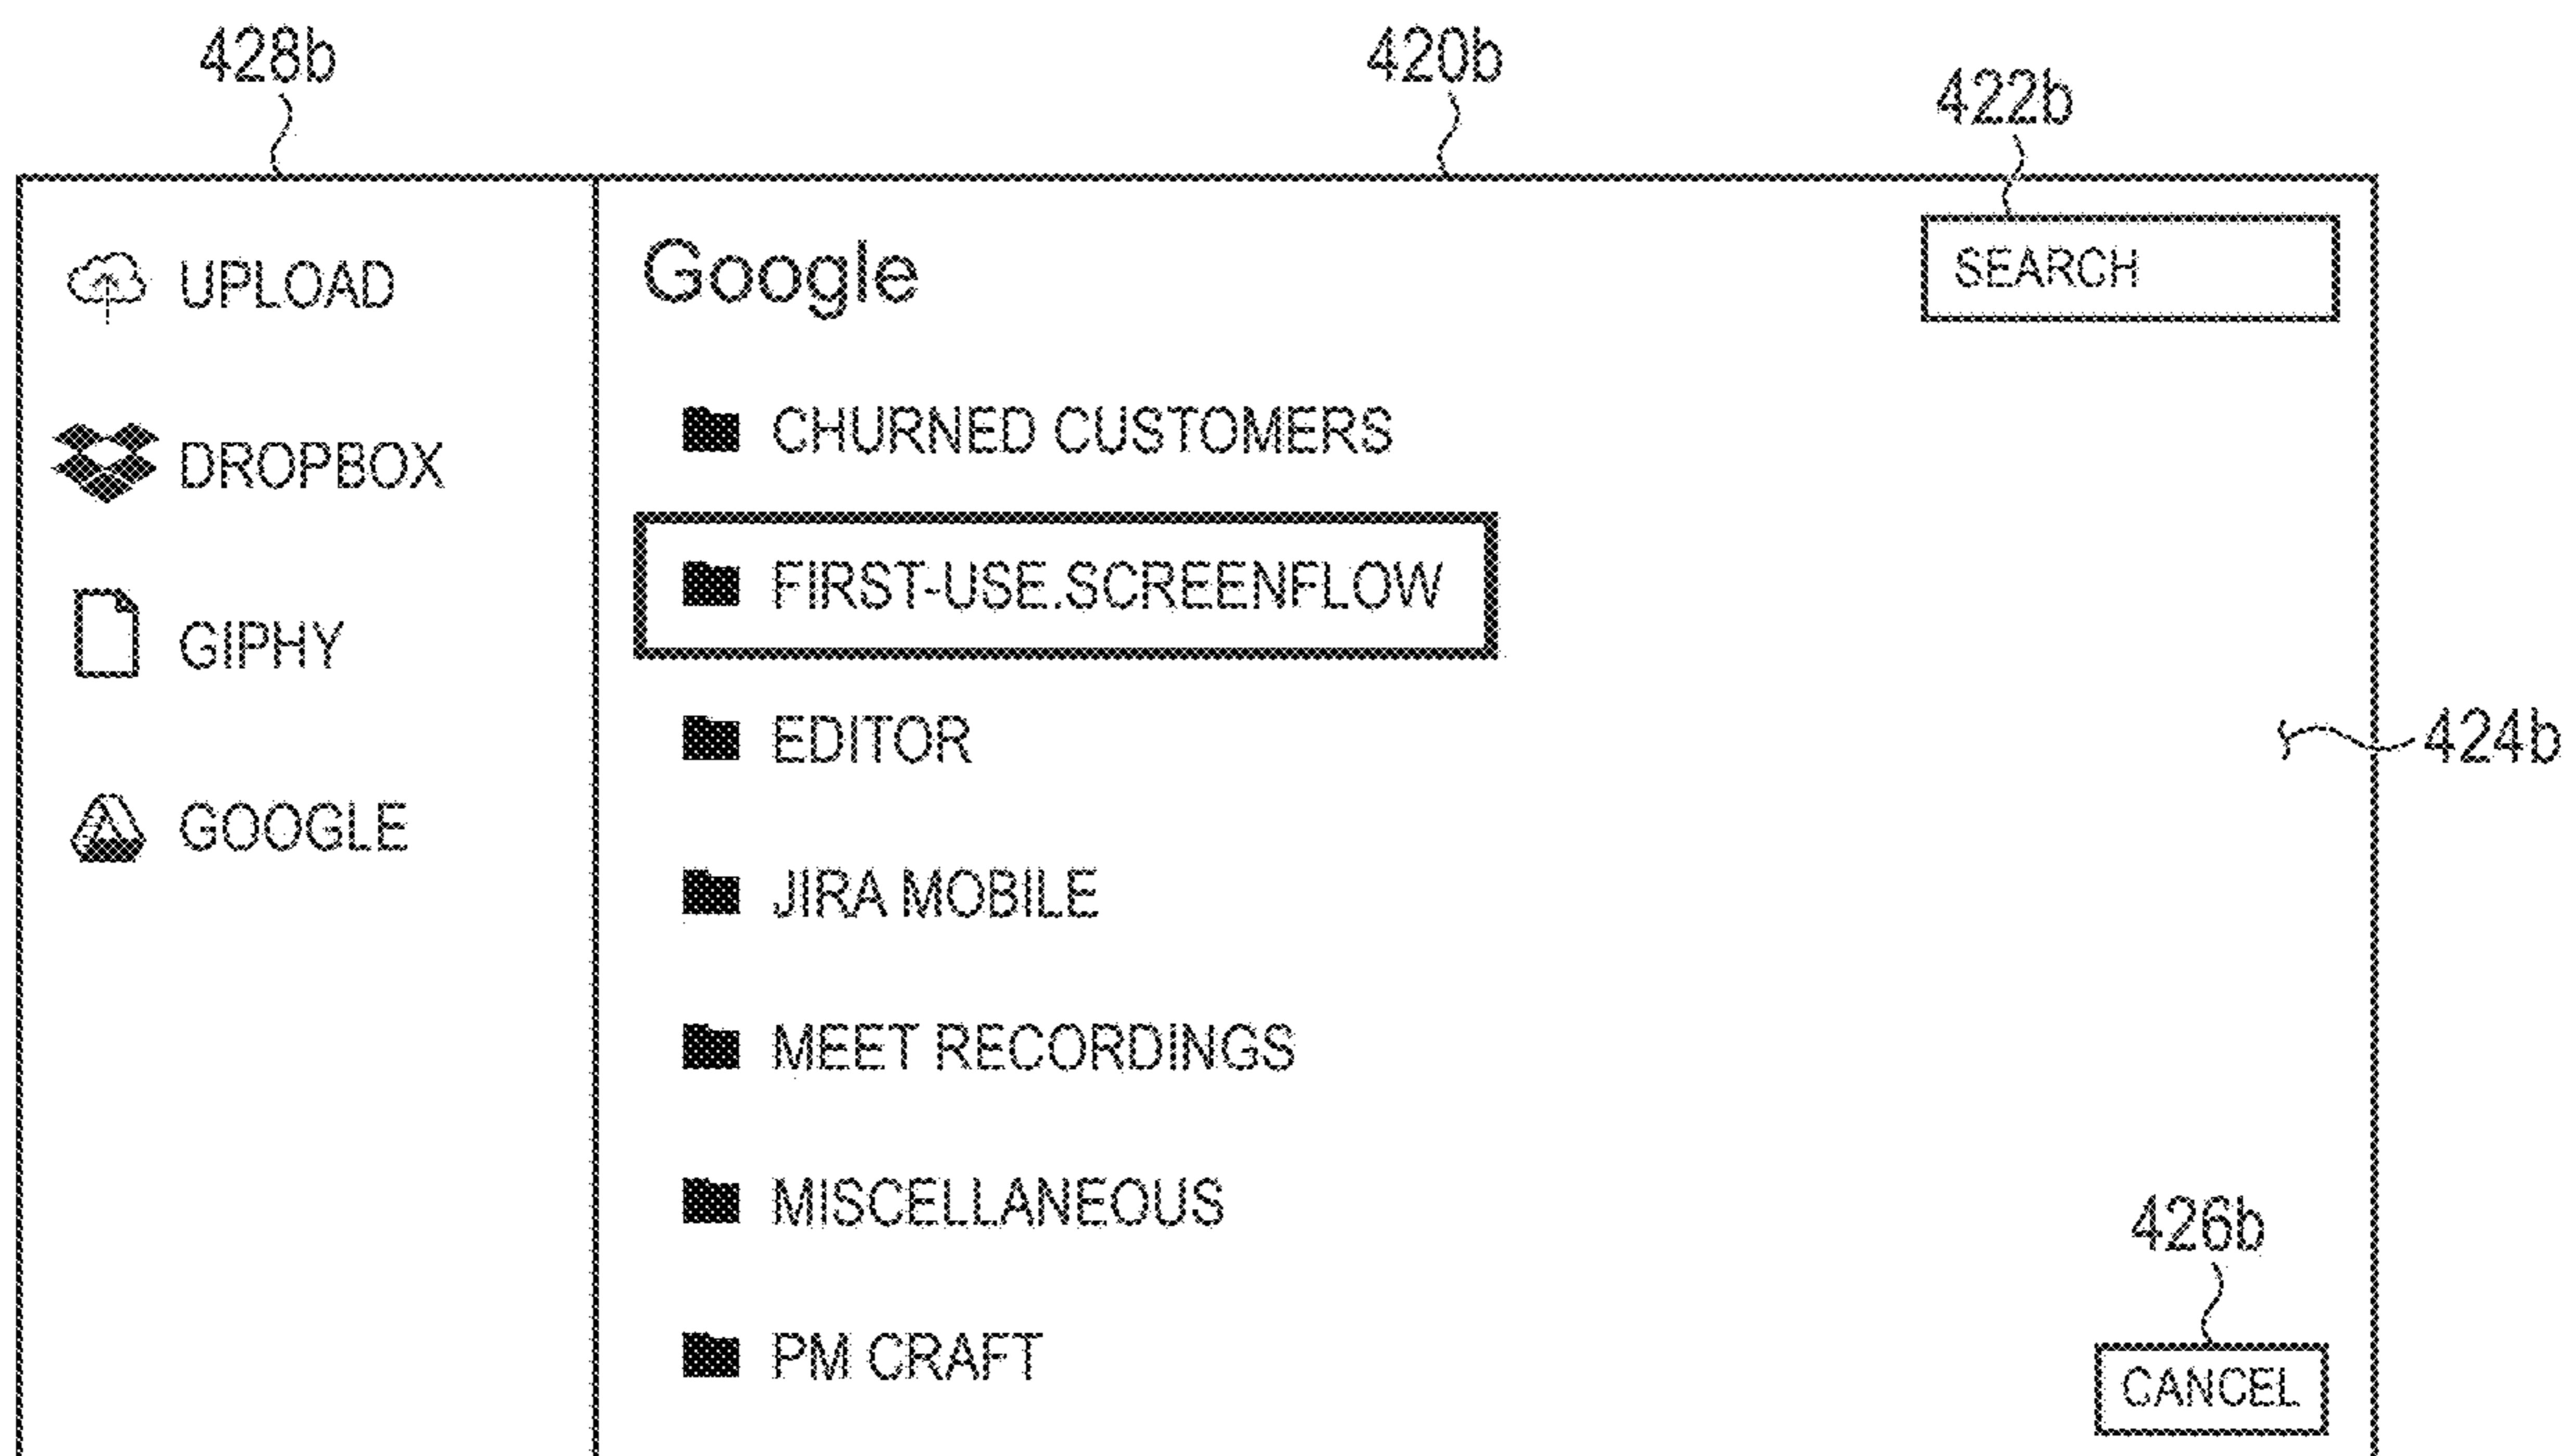 428b
420b
422b
UPLOAD
DROPBOX
GIPHY
GOOGLE
Google
SEARCH
CHURNED CUSTOMERS
FIRST-USE.SCREENFLOW
EDITOR
JIRA MOBILE
MEET RECORDINGS
MISCELLANEOUS
PM CRAFT
424b
426b
CANCEL